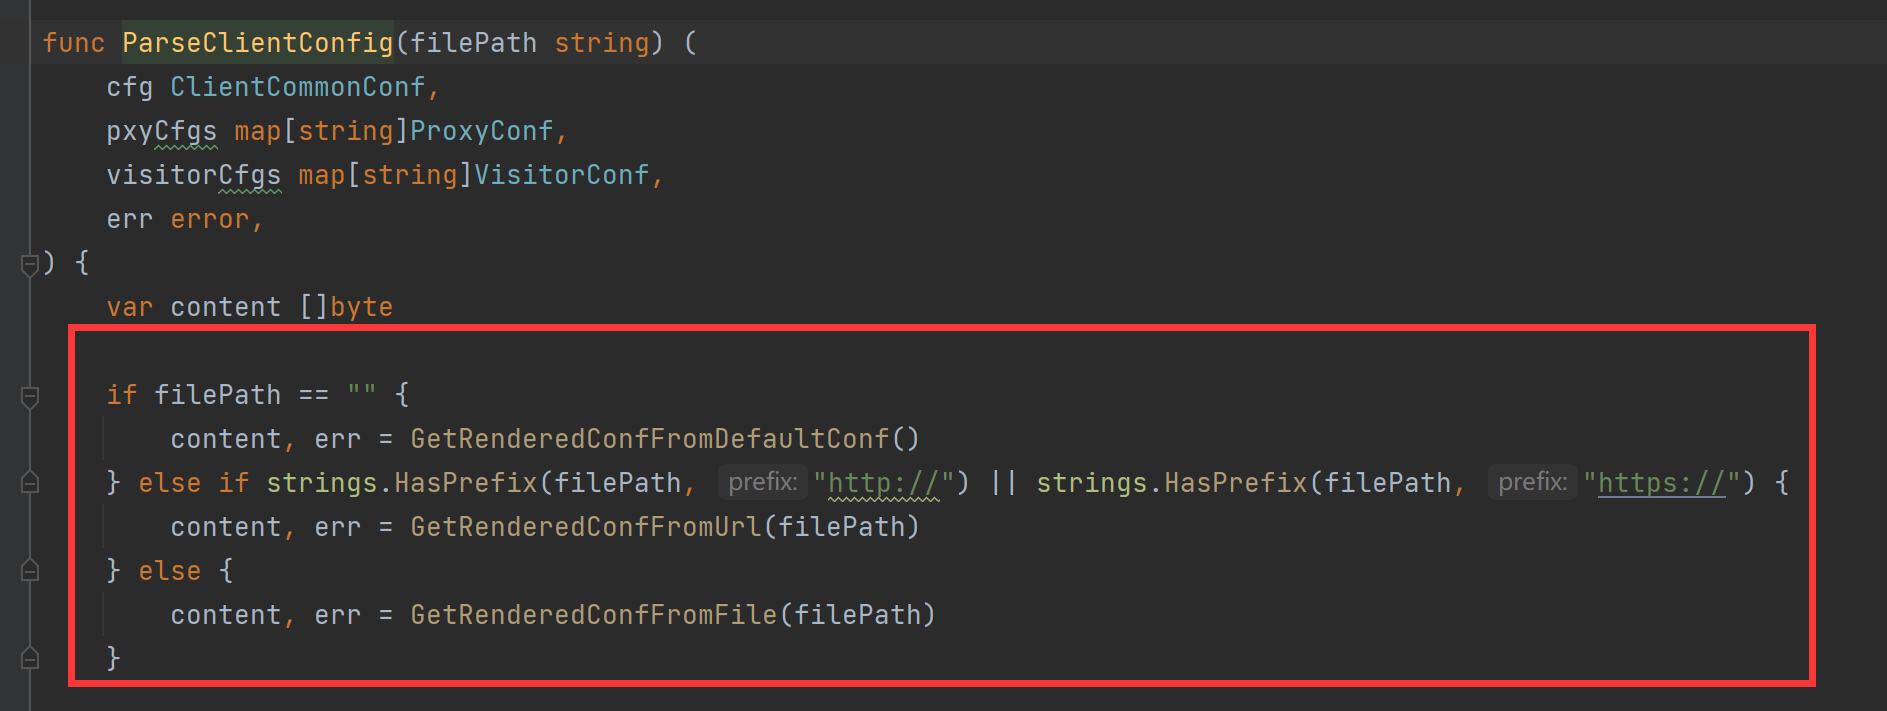 func ParseClientConfig(filePath string) (
cfg ClientCommonConf,
pxyCfgs map[string]ProxyConf,
visitorCfgs map[string]VisitorConf,
err error,
) {
var content []byte
if filePath == "" {
content, err = GetRenderedConfFromDefaultConf()
} else if strings.HasPrefix(filePath, prefix: "http://") || strings.HasPrefix(filePath, prefix: "https://") {
content, err = GetRenderedConfFromUrl(filePath)
} else {
content, err = GetRenderedConfFromFile(filePath)
}